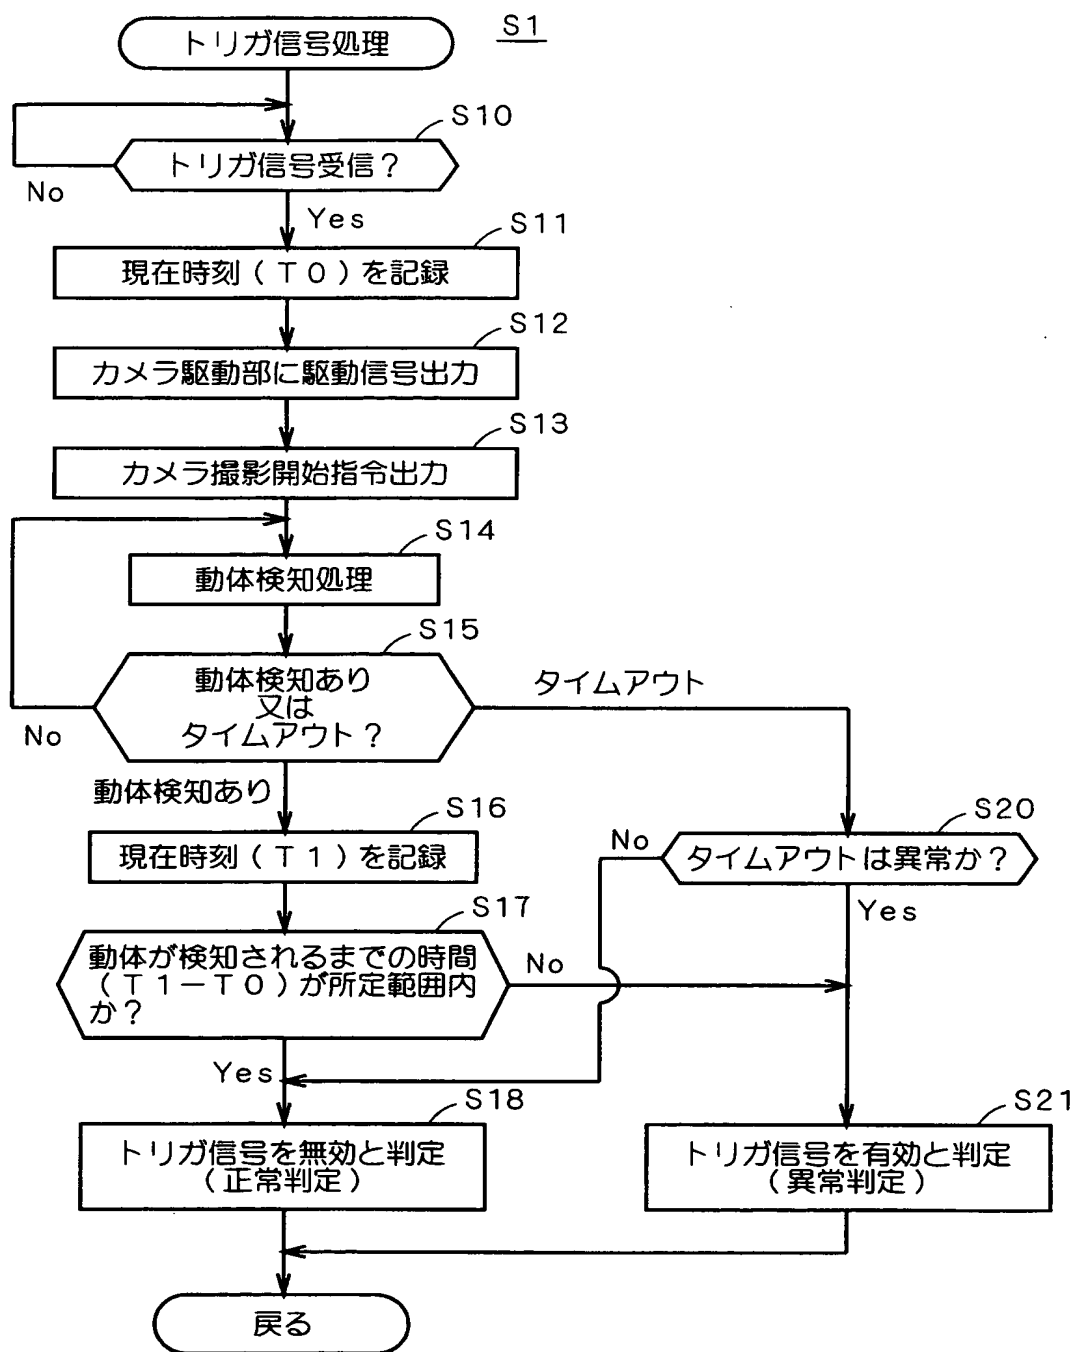 S1
トリガ信号処理
S10
トリガ信号受信？
No
Yes
S11
現在時刻（T0）を記録
S12
カメラ駆動部に駆動信号出力
S13
カメラ撮影開始指令出力
S14
動体検知処理
S15
動体検知あり
又は
タイムアウト？
No
タイムアウト
動体検知あり
S16
現在時刻（T1）を記録
S20
タイムアウトは異常か？
No
Yes
S17
動体が検知されるまでの時間
（T1－T0）が所定範囲内
か？
No
Yes
S18
トリガ信号を無効と判定
（正常判定）
S21
トリガ信号を有効と判定
（異常判定）
戻る